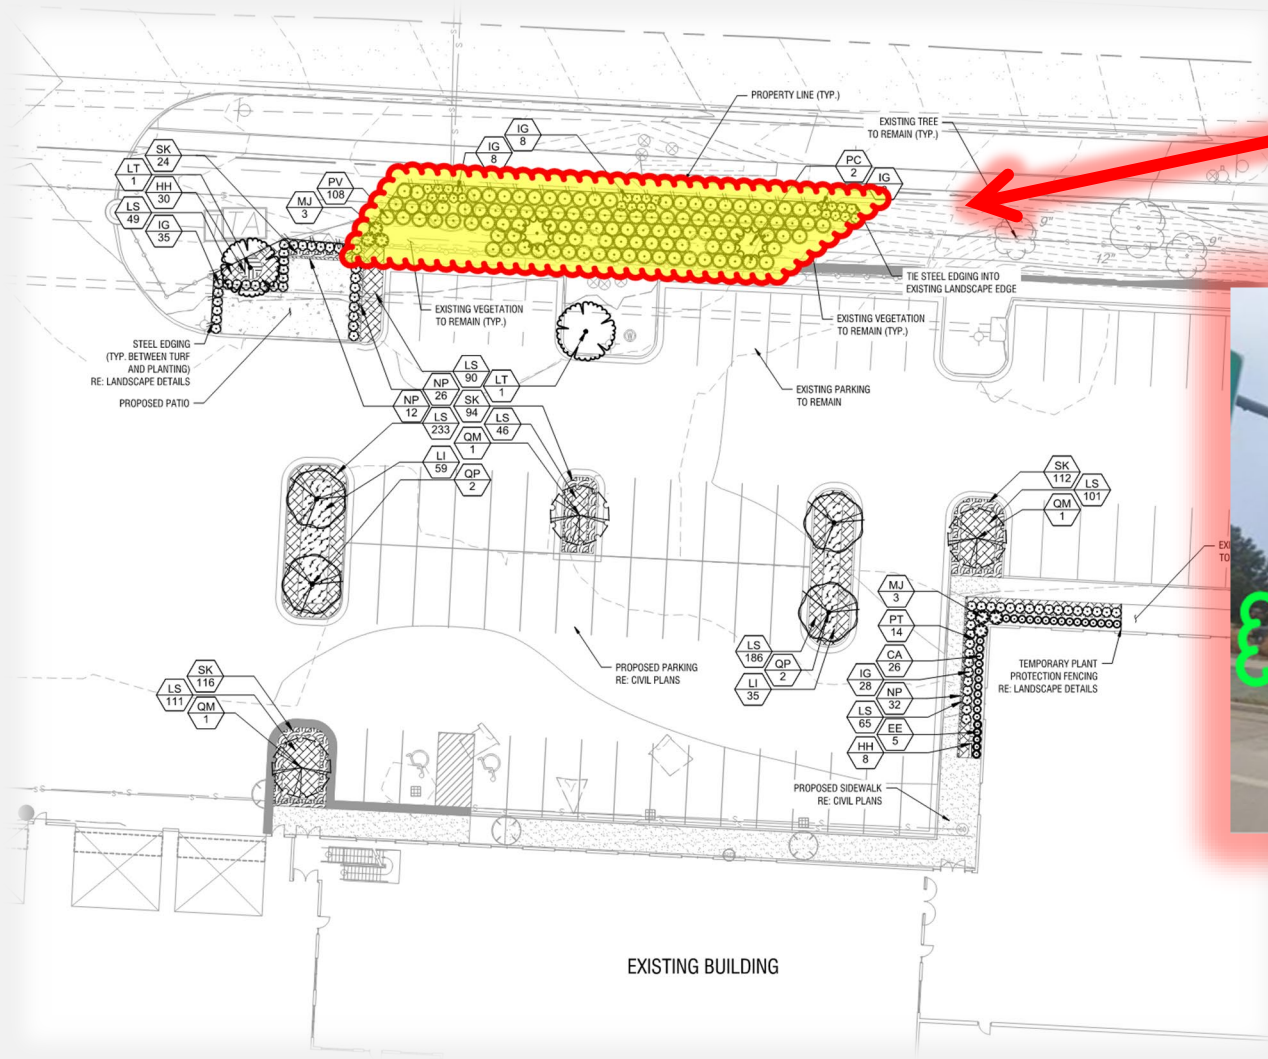 PROPERTY LINE (TYP.)
EXISTING TREE
TO REMAIN (TYP.)
IG
8
IG
8
PC
2
IG
SK
24
LT
1
HH
30
LS
49
IG
35
PV
108
MJ
3
9"
9"
12"
TIE STEEL EDGING INTO
EXISTING LANDSCAPE EDGE
EXISTING VEGETATION
TO REMAIN (TYP.)
EXISTING VEGETATION
TO REMAIN (TYP.)
STEEL EDGING
(TYP. BETWEEN TURF
AND PLANTING)
RE: LANDSCAPE DETAILS
PROPOSED PATIO
EXISTING PARKING
TO REMAIN
LS
90
NP
26
LT
1
NP
12
SK
94
LS
233
LS
46
QM
1
LI
59
QP
2
SK
112
LS
101
QM
1
EXI
TO
MJ
3
PT
14
CA
26
IG
28
NP
32
LS
65
EE
5
HH
8
LS
186
QP
2
LI
35
TEMPORARY PLANT
PROTECTION FENCING
RE: LANDSCAPE DETAILS
PROPOSED PARKING
RE: CIVIL PLANS
SK
116
LS
111
QM
1
PROPOSED SIDEWALK
RE: CIVIL PLANS
EXISTING BUILDING